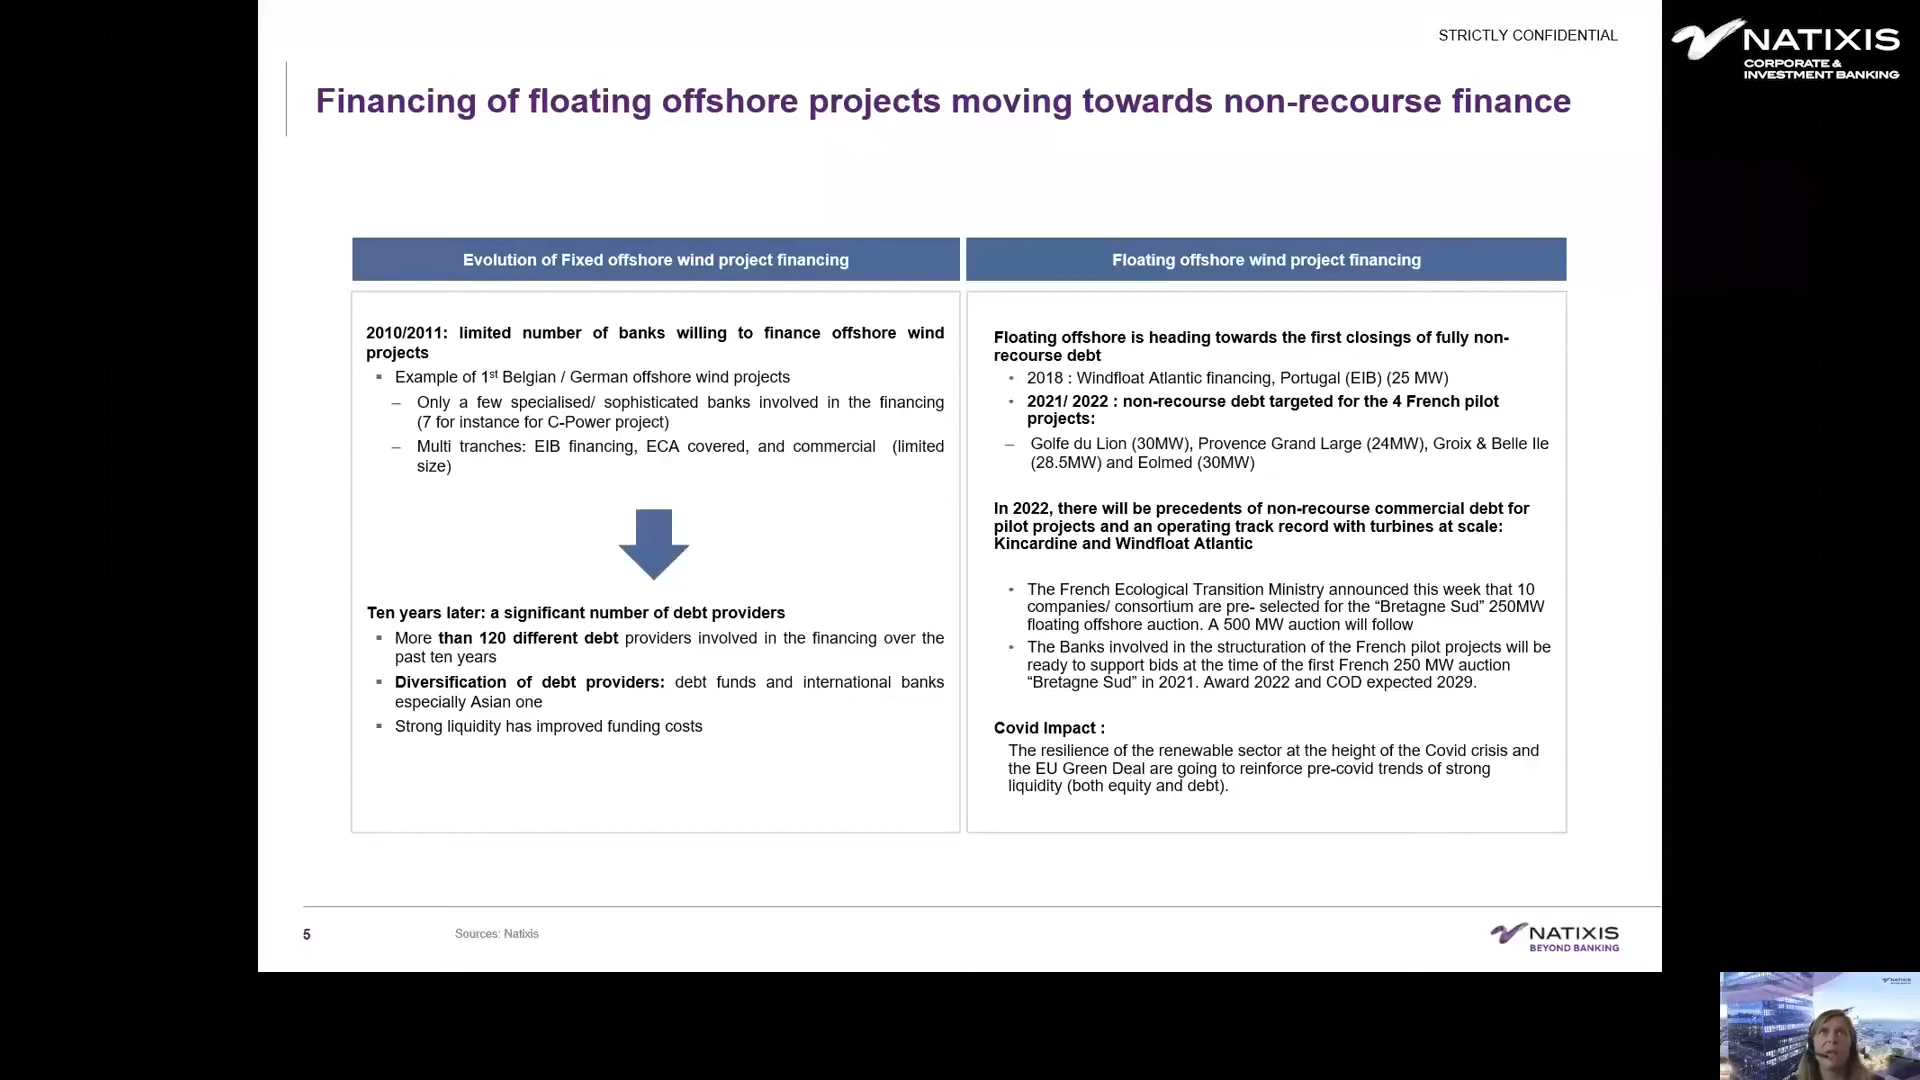 STRICTLY CONFIDENTIAL
NATIXIS
CORPORATE &
INVESTMENT BANKING
Financing of floating offshore projects moving towards non-recourse finance
Evolution of Fixed offshore wind project financing
2010/2011: limited number of banks willing to finance offshore wind
projects
▪ Example of 1st Belgian / German offshore wind projects
– Only a few specialised/ sophisticated banks involved in the financing
(7 for instance for C-Power project)
– Multi tranches: EIB financing, ECA covered, and commercial (limited
size)
Ten years later: a significant number of debt providers
▪ More than 120 different debt providers involved in the financing over the
past ten years
▪ Diversification of debt providers: debt funds and international banks
especially Asian one
▪ Strong liquidity has improved funding costs
Floating offshore wind project financing
Floating offshore is heading towards the first closings of fully non-
recourse debt
• 2018 : Windfloat Atlantic financing, Portugal (EIB) (25 MW)
• 2021/ 2022 : non-recourse debt targeted for the 4 French pilot
projects:
– Golfe du Lion (30MW), Provence Grand Large (24MW), Groix & Belle Ile
(28.5MW) and Eolmed (30MW)
In 2022, there will be precedents of non-recourse commercial debt for
pilot projects and an operating track record with turbines at scale:
Kincardine and Windfloat Atlantic
• The French Ecological Transition Ministry announced this week that 10
companies/ consortium are pre- selected for the “Bretagne Sud” 250MW
floating offshore auction. A 500 MW auction will follow
• The Banks involved in the structuration of the French pilot projects will be
ready to support bids at the time of the first French 250 MW auction
“Bretagne Sud” in 2021. Award 2022 and COD expected 2029.
Covid Impact :
The resilience of the renewable sector at the height of the Covid crisis and
the EU Green Deal are going to reinforce pre-covid trends of strong
liquidity (both equity and debt).
5
Sources: Natixis
NATIXIS
BEYOND BANKING
NATIXIS